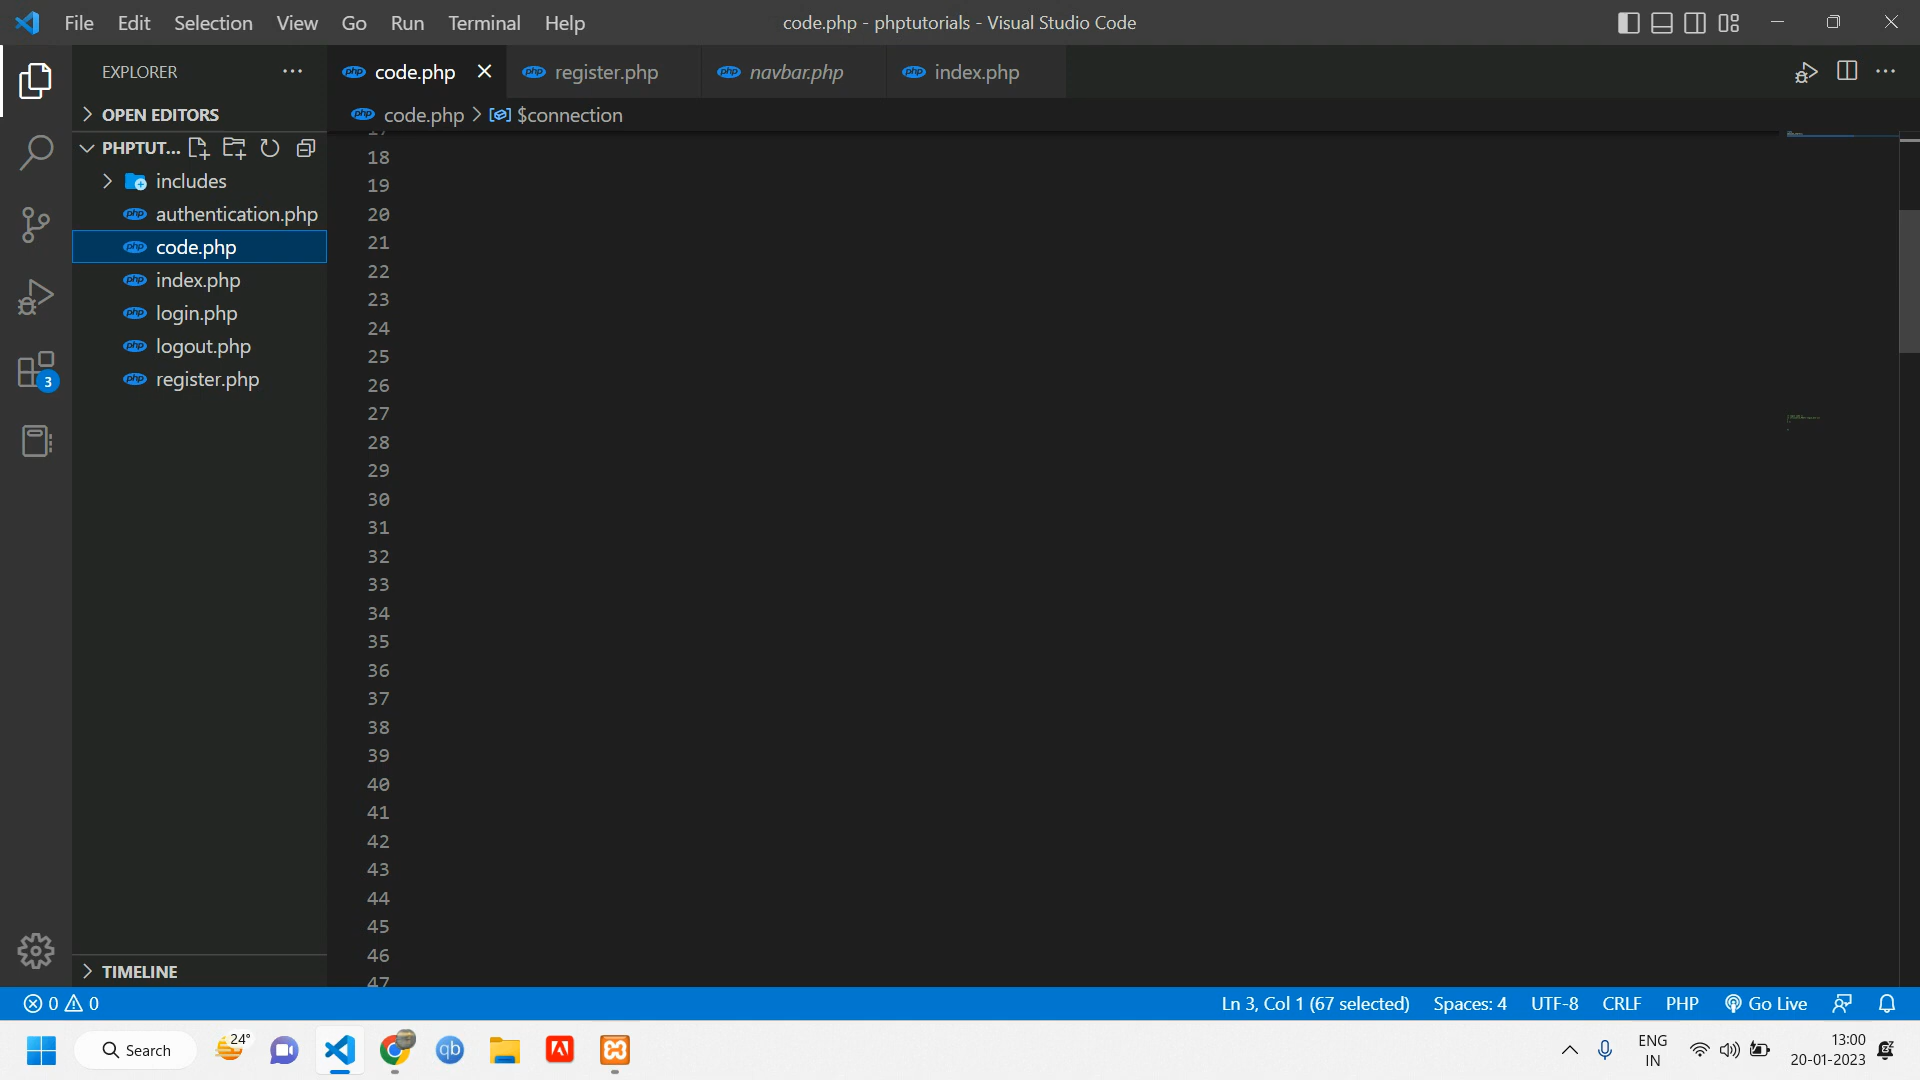 File Edit Selection View Go Run Terminal Help code.php - phptutorials - Visual Studio Code
EXPLORER
code.php register.php navbar.php index.php
OPEN EDITORS
code.php > $connection
PHPTUT...
includes
authentication.php
code.php
index.php
login.php
logout.php
register.php
17
18
19
20
21
22
23
24
25
26
27
28
29
30
31
32
33
34
35
36
37
38
39
40
41
42
43
44
45
46
47
3
TIMELINE
0 0 Ln 3, Col 1 (67 selected) Spaces: 4 UTF-8 CRLF PHP Go Live
Search 24° qb ENG IN 13:00
20-01-2023